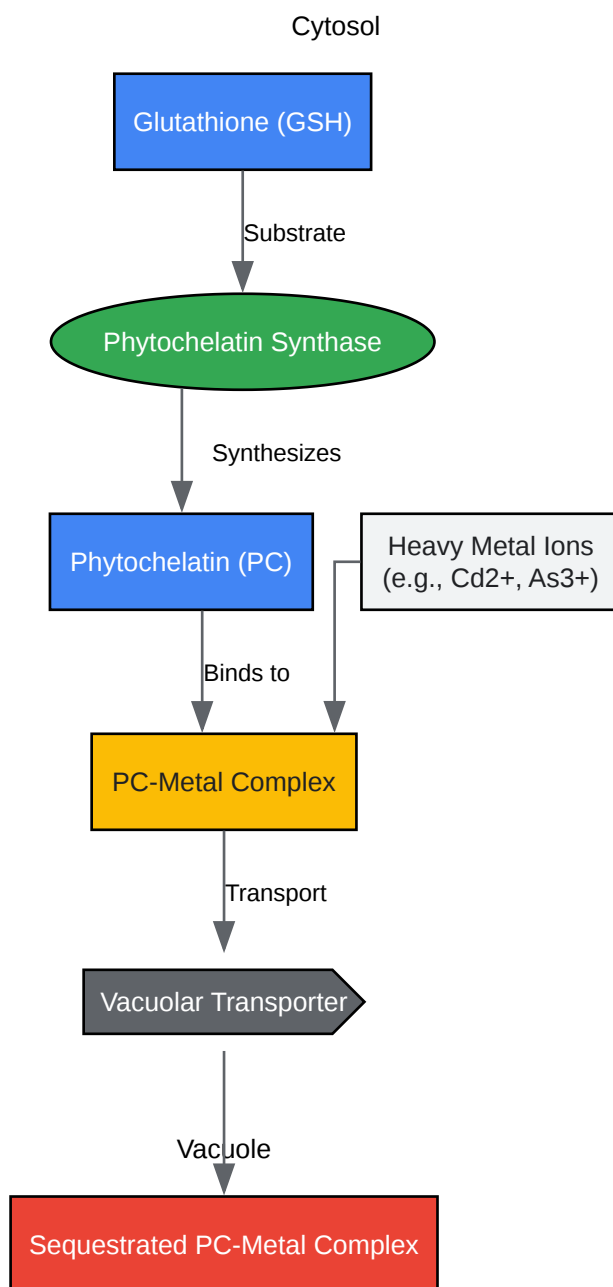 Cytosol
Glutathione (GSH)
Substrate
Phytochelatin Synthase
Synthesizes
Phytochelatin (PC)
Heavy Metal Ions
(e.g., Cd2+, As3+)
Binds to
PC-Metal Complex
Transport
Vacuolar Transporter
Vacuole
Sequestrated PC-Metal Complex